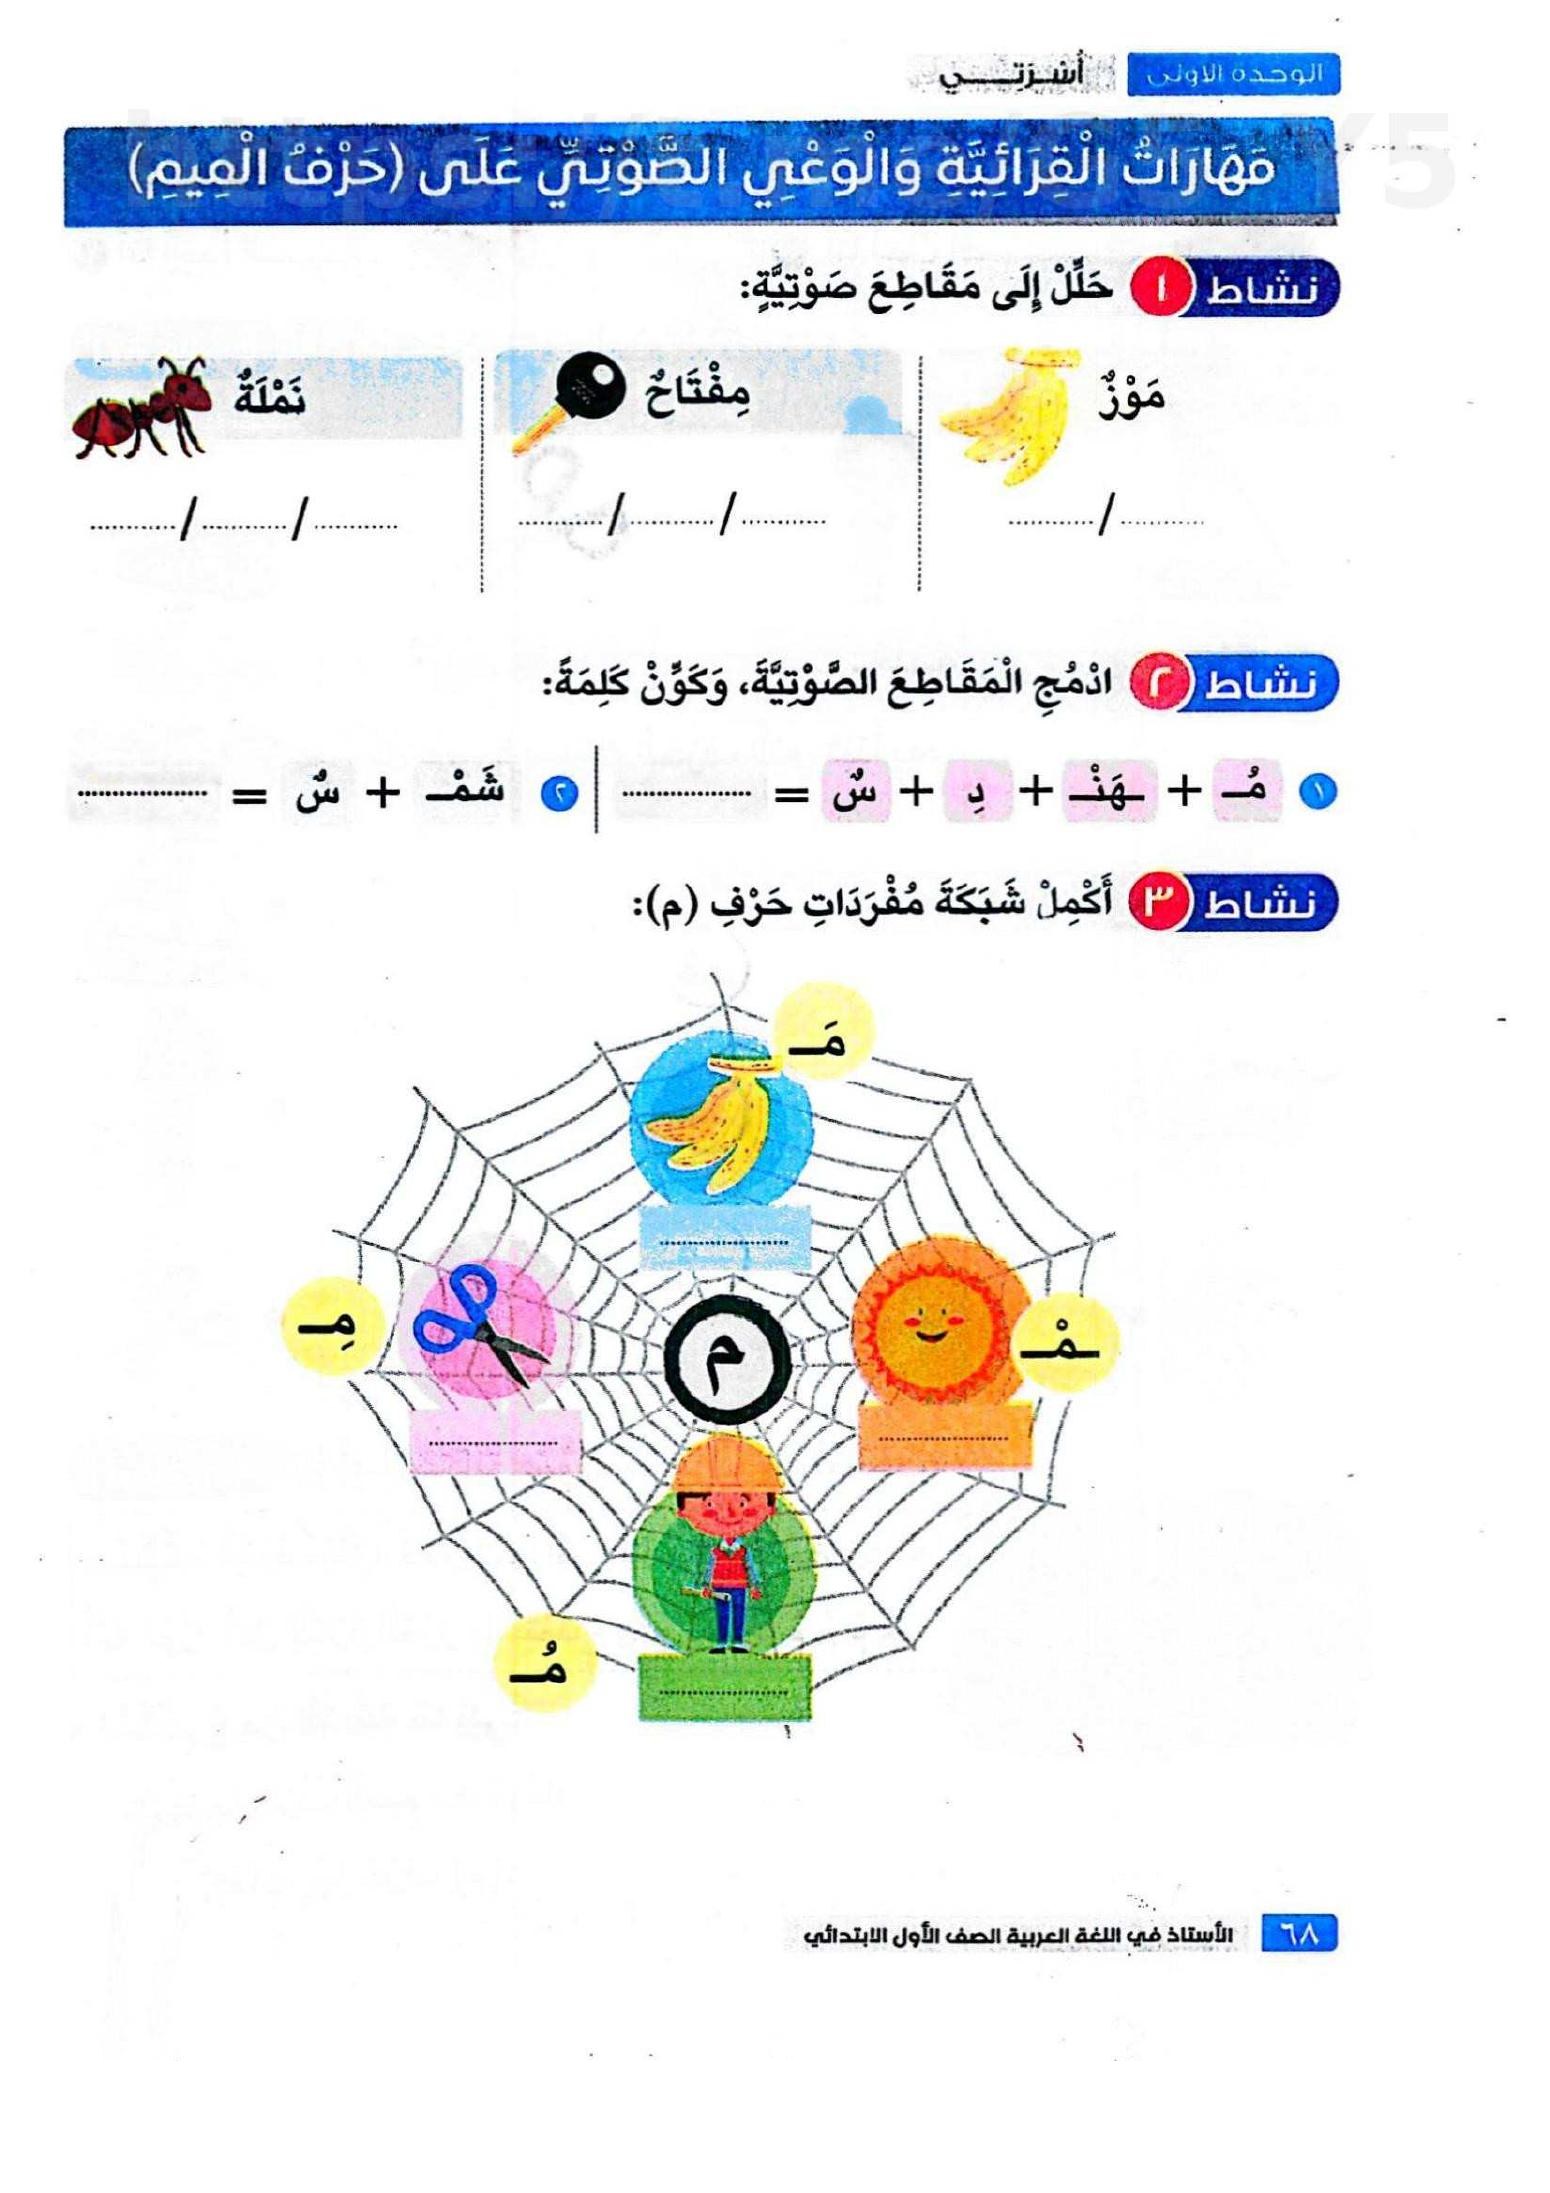 الوحدة الأولى أُسْرَتِــــي
مَهَارَاتُ الْقِرَائِيَّةِ وَالْوَعْيِ الصَّوْتِيِّ عَلَى (حَرْفُ الْمِيمِ)
نشاط ١ حَلِّلْ إِلَى مَقَاطِعَ صَوْتِيَّةٍ:
مَوْزٌ مِفْتَاحٌ نَمْلَةٌ
........../.......... ........../........../.......... ........../........../..........
نشاط ٢ ادْمُجِ الْمَقَاطِعَ الصَّوْتِيَّةَ، وَكَوِّنْ كَلِمَةً:
١ مُـ + ـهَنْـ + دِ + سٌ = .................... ٢ شَمْـ + سٌ = ....................
نشاط ٣ أَكْمِلْ شَبَكَةَ مُفْرَدَاتِ حَرْفِ (م):
مَـ
ـمْـ
م
مِـ
مُـ
٦٨ الأستاذ في اللغة العربية الصف الأول الابتدائي